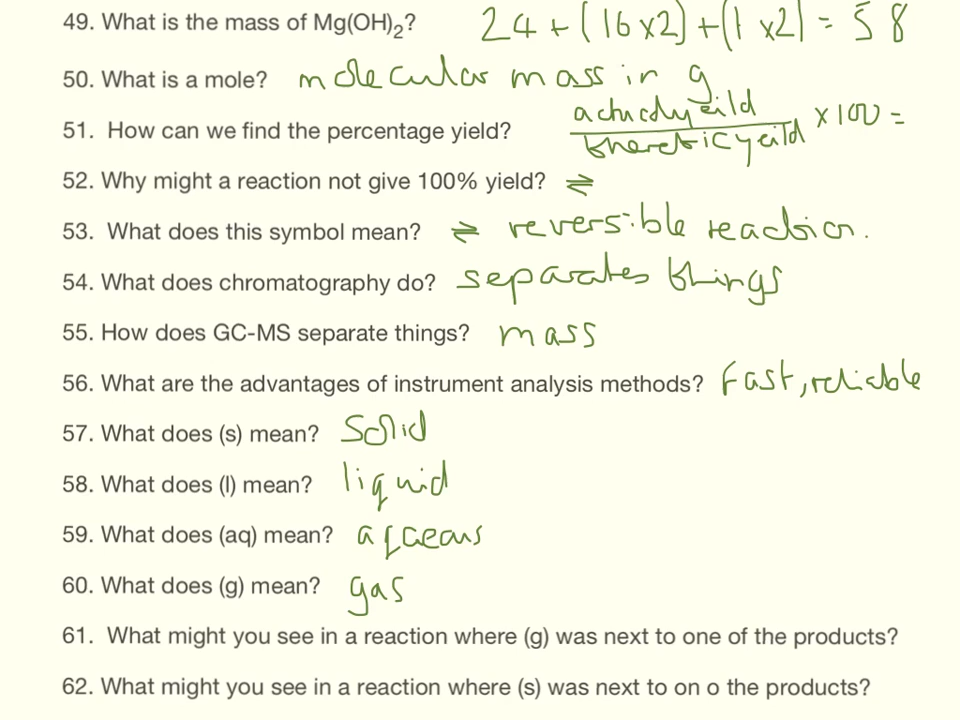 49. What is the mass of Mg(OH)₂? 24 + (16 x2) + (1 x2) = 58
50. What is a mole? molecular mass in g
51. How can we find the percentage yield? actual yeild / theoretic yeild x 100 =
52. Why might a reaction not give 100% yield? ⇌
53. What does this symbol mean? ⇌ reversible reaction.
54. What does chromatography do? separates things
55. How does GC-MS separate things? mass
56. What are the advantages of instrument analysis methods? Fast, reliable
57. What does (s) mean? Solid
58. What does (l) mean? liquid
59. What does (aq) mean? aqaeous
60. What does (g) mean? gas
61. What might you see in a reaction where (g) was next to one of the products?
62. What might you see in a reaction where (s) was next to on o the products?